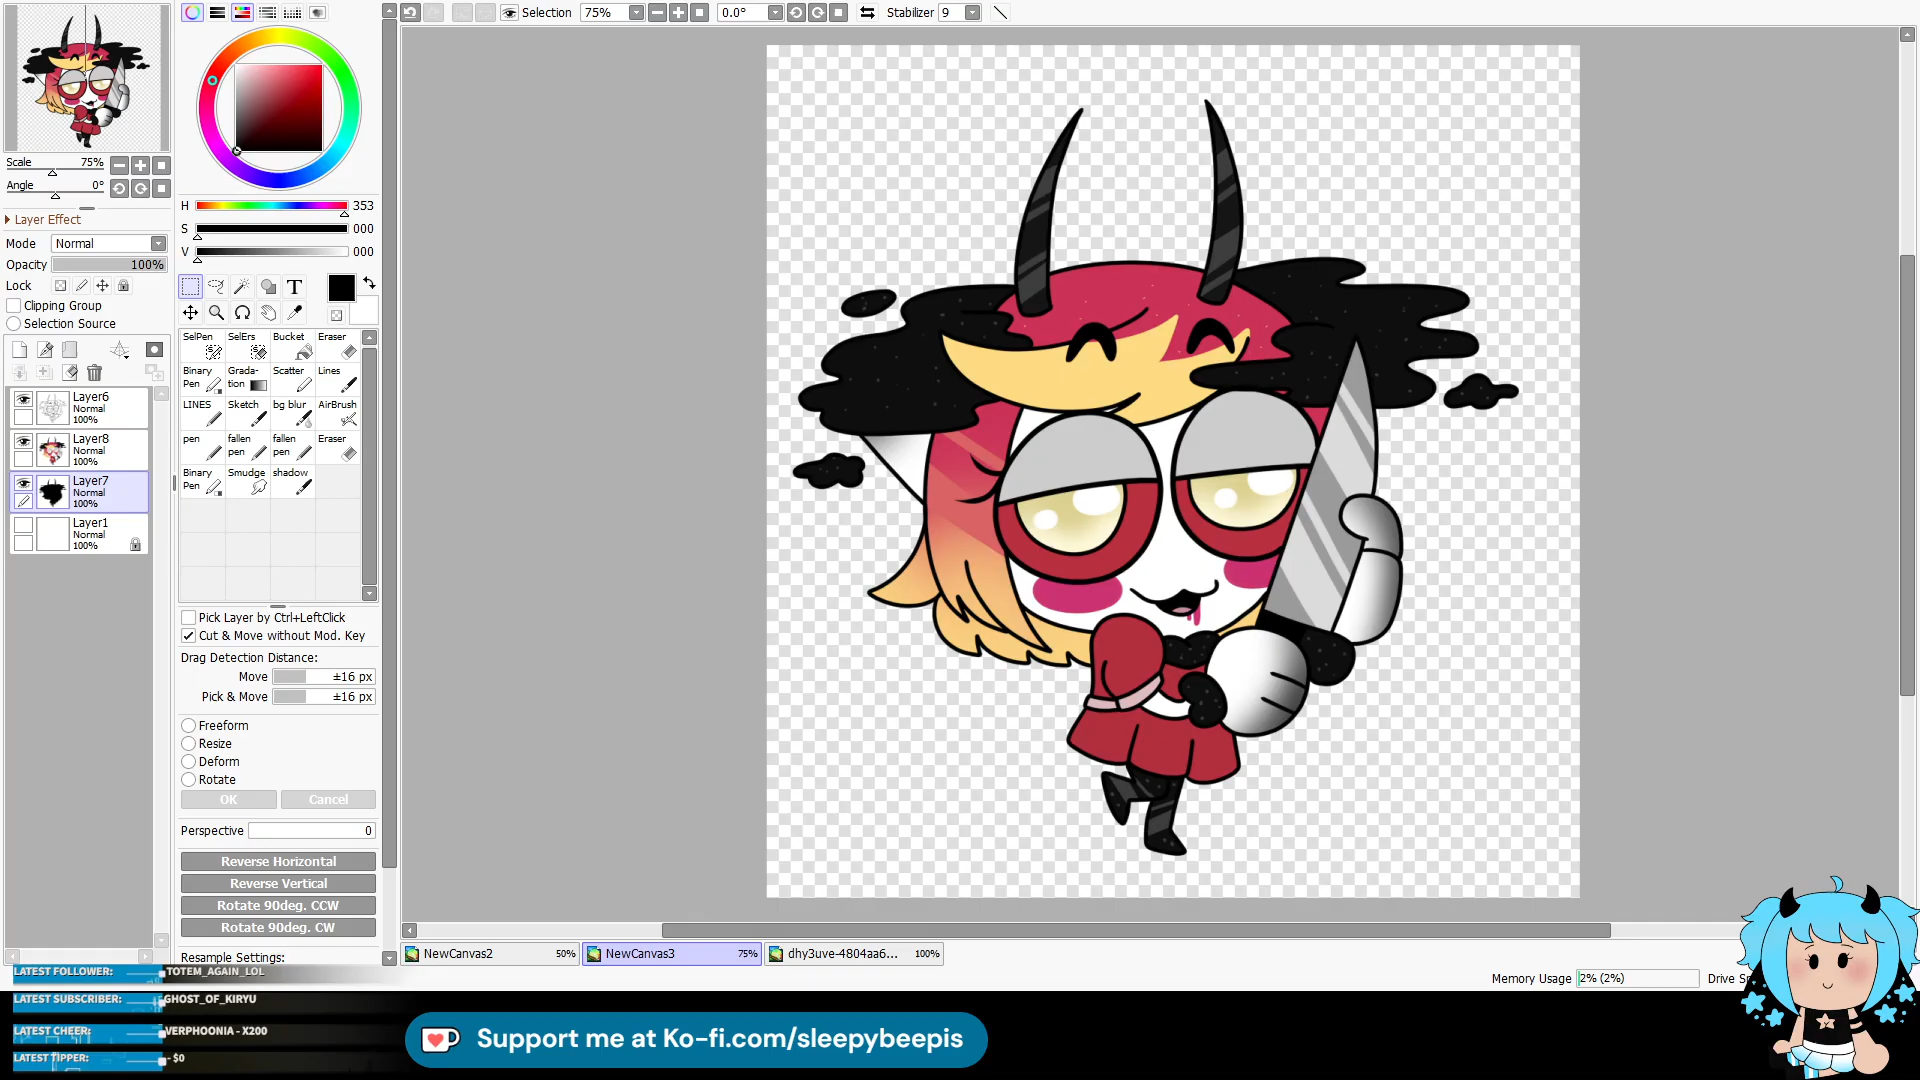 Selection 75% 0.0° Stabilizer 9
Scale 75%
Angle 0°
Layer Effect
Mode Normal
Opacity 100%
Lock
Clipping Group
Selection Source
Layer6
Normal
100%
Layer8
Normal
100%
Layer7
Normal
100%
Layer1
Normal
100%
H 353
S 000
V 000
T
SelPen SelErs Bucket Eraser
Binary Pen Grada-tion Scatter Lines
LINES Sketch bg blur AirBrush
pen fallen pen fallen pen Eraser
Binary Pen Smudge shadow
Pick Layer by Ctrl+LeftClick
Cut & Move without Mod. Key
Drag Detection Distance:
Move ±16 px
Pick & Move ±16 px
Freeform
Resize
Deform
Rotate
OK Cancel
Perspective 0
Reverse Horizontal
Reverse Vertical
Rotate 90deg. CCW
Rotate 90deg. CW
Resample Settings:
NewCanvas2 50% NewCanvas3 75% dhy3uve-4804aa6... 100%
Memory Usage 2% (2%) Drive
LATEST FOLLOWER: TOTEM_AGAIN_LOL
LATEST SUBSCRIBER: GHOST_OF_KIRYU
LATEST CHEER: VERPHOONIA - X200
LATEST TIPPER: - $0
Support me at Ko-fi.com/sleepybeepis